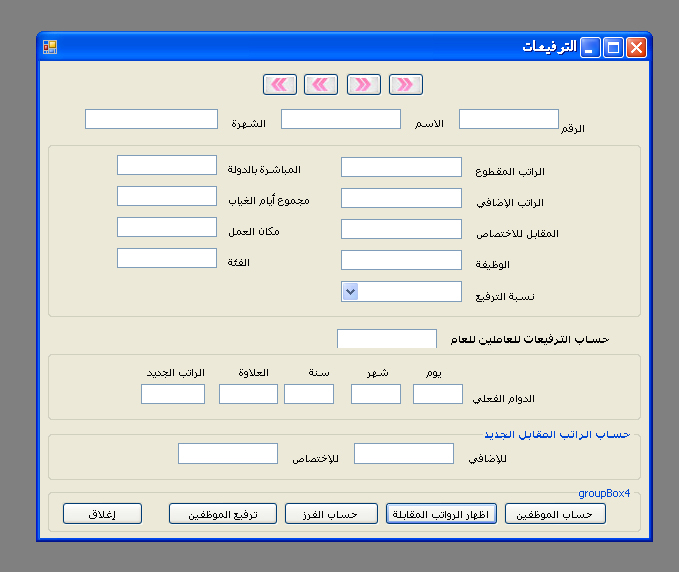 الترفيعات
الرقم الاسم الشهرة
الراتب المقطوع المباشرة بالدولة
الراتب الإضافي مجموع أيام الغياب
المقابل للاختصاص مكان العمل
الوظيفة الفئة
نسبة الترفيع
حساب الترفيعات للعاملين للعام
يوم شهر سنة العلاوة الراتب الجديد
الدوام الفعلي
حساب الراتب المقابل الجديد
للإضافي للإختصاص
groupBox4
حساب الموظفين اظهار الرواتب المقابلة حساب الفرز ترفيع الموظفين إغلاق